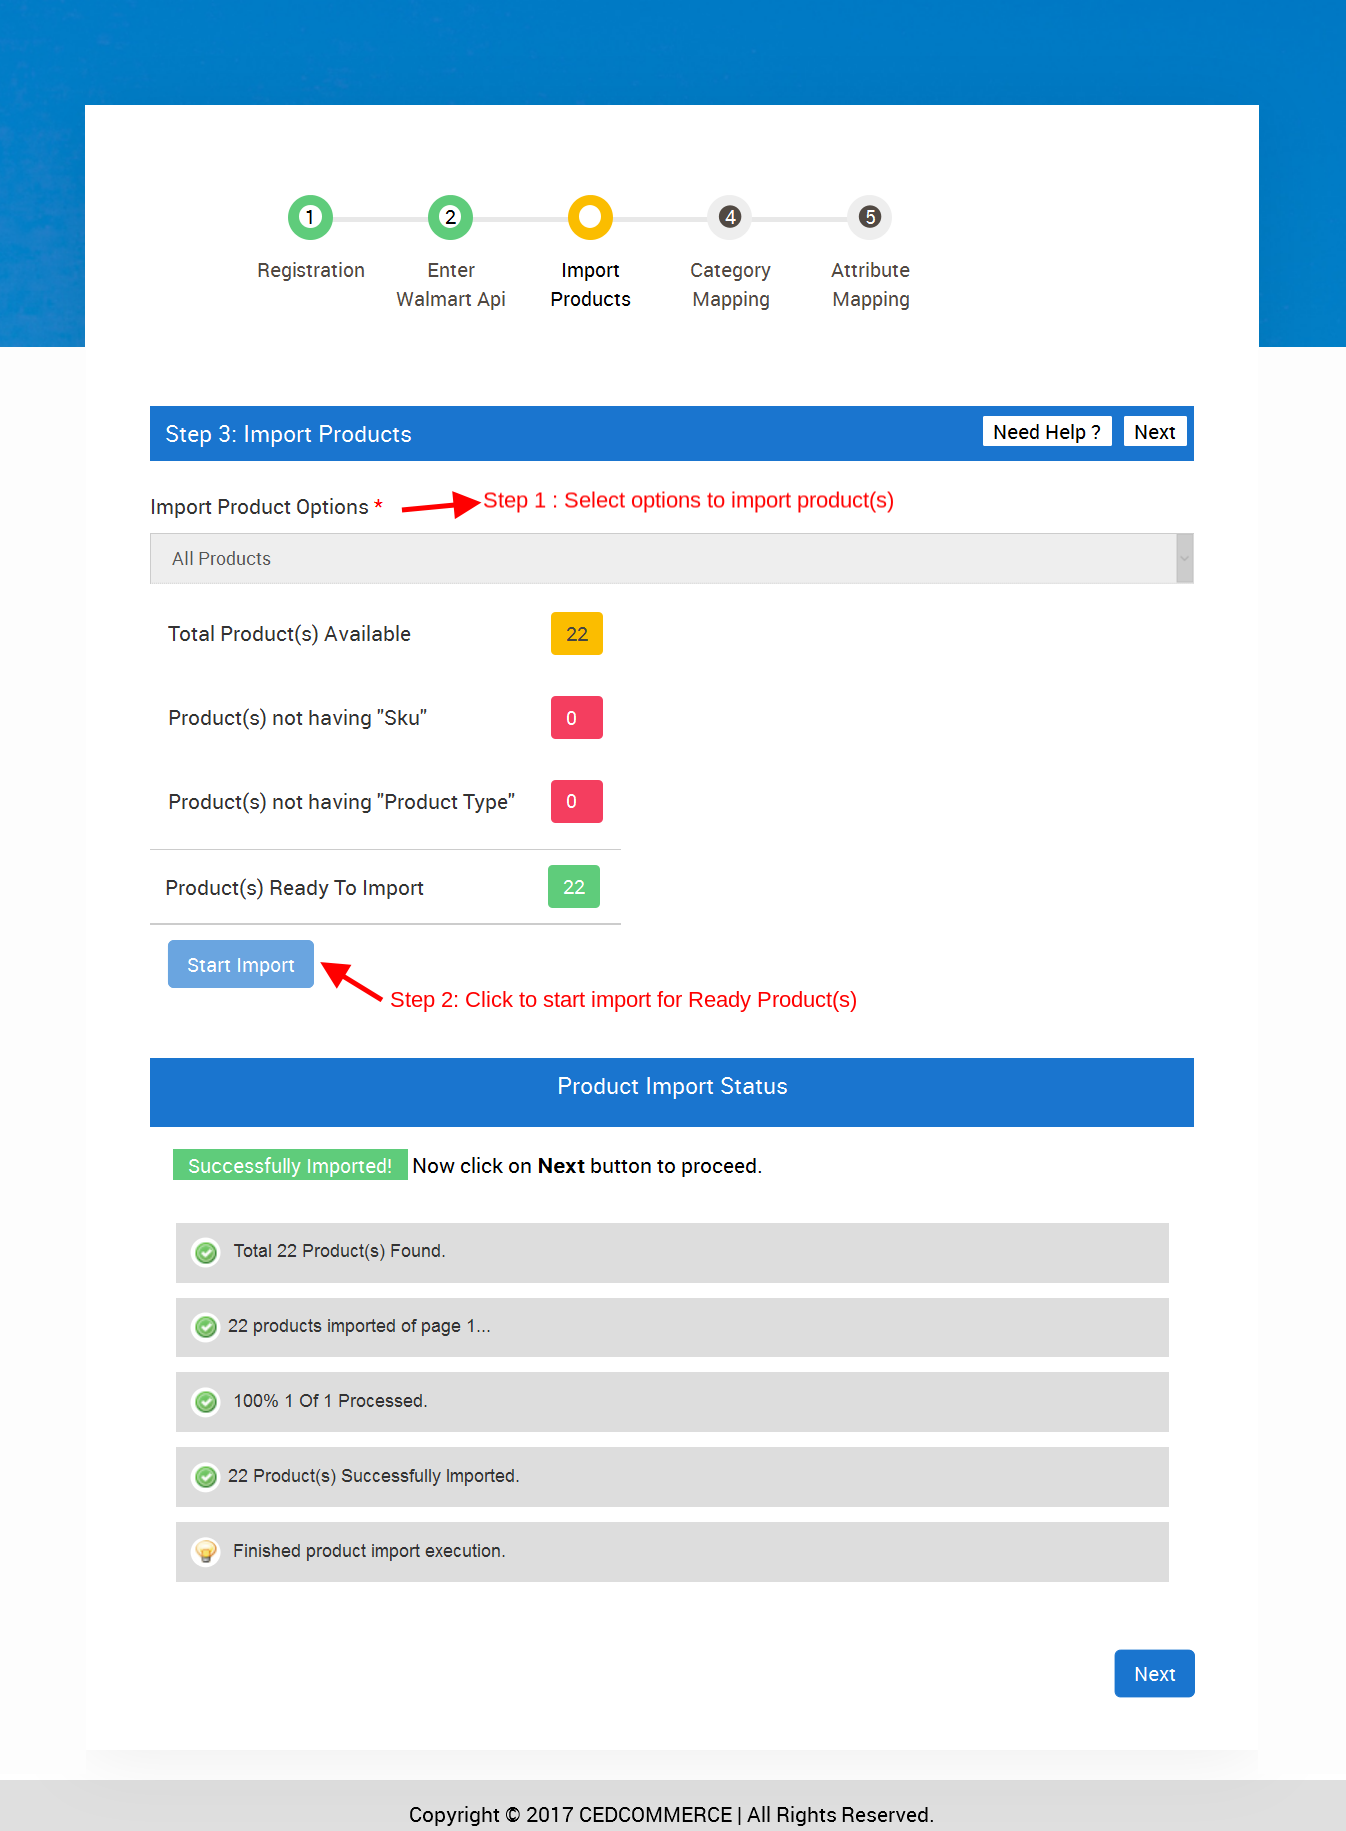 1
2
4
5
Registration
Enter
Walmart Api
Import
Products
Category
Mapping
Attribute
Mapping
Step 3: Import Products
Need Help ?
Next
Import Product Options *
Step 1 : Select options to import product(s)
All Products
Total Product(s) Available
22
Product(s) not having "Sku"
0
Product(s) not having "Product Type"
0
Product(s) Ready To Import
22
Start Import
Step 2: Click to start import for Ready Product(s)
Product Import Status
Successfully Imported! Now click on Next button to proceed.
Total 22 Product(s) Found.
22 products imported of page 1...
100% 1 Of 1 Processed.
22 Product(s) Successfully Imported.
Finished product import execution.
Next
Copyright © 2017 CEDCOMMERCE | All Rights Reserved.